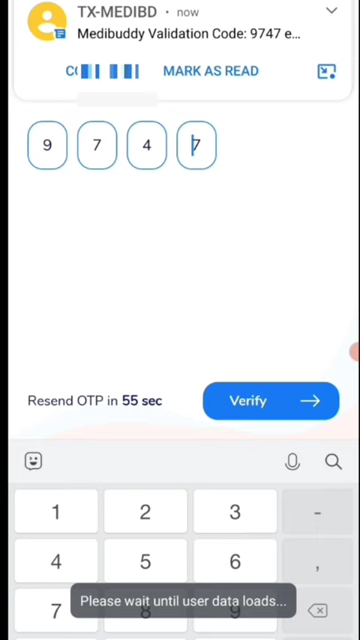 TX-MEDIBD • now
Medibuddy Validation Code: 9747 e...
MARK AS READ
9 7 4 7
Resend OTP in 55 sec
Verify
1 2 3 -
4 5 6 ,
7 8 9
Please wait until user data loads...